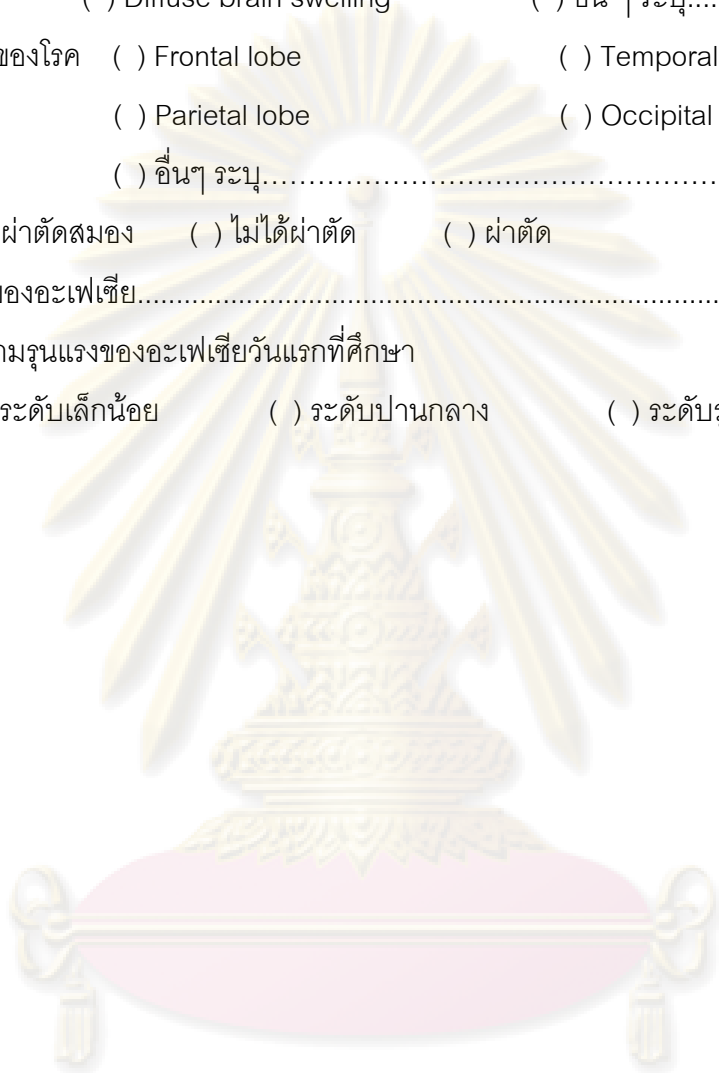 ( ) Diffuse brain swelling ( ) อื่น ๆ ระบุ....
ของโรค ( ) Frontal lobe ( ) Temporal
( ) Parietal lobe ( ) Occipital
( ) อื่นๆ ระบุ.......................................................
ผ่าตัดสมอง ( ) ไม่ได้ผ่าตัด ( ) ผ่าตัด
ของอะเฟเซีย...........................................................................
ามรุนแรงของอะเฟเซียวันแรกที่ศึกษา
ระดับเล็กน้อย ( ) ระดับปานกลาง ( ) ระดับรุ